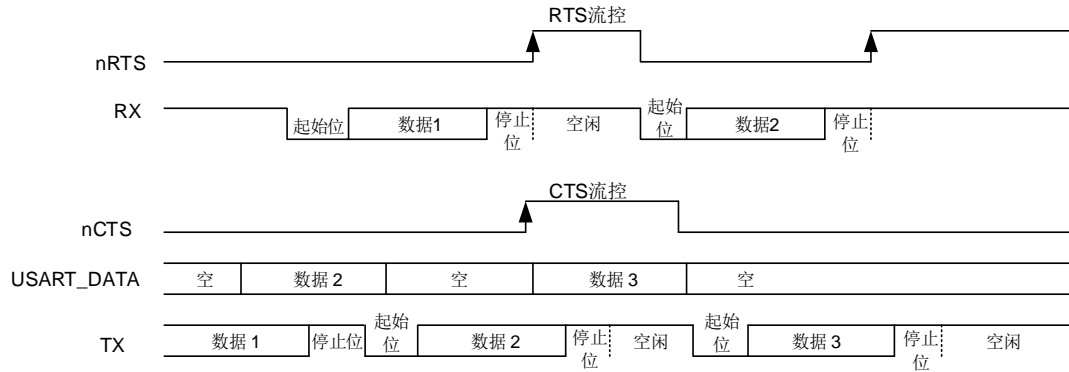 RTS流控
nRTS
RX
起始位
数据1
停止
位
空闲
起始
位
数据2
停止
位
CTS流控
nCTS
USART_DATA
空
数据 2
空
数据 3
空
TX
数据 1
停止位
起始
位
数据 2
停止
位
空闲
起始
位
数据 3
停止
位
空闲